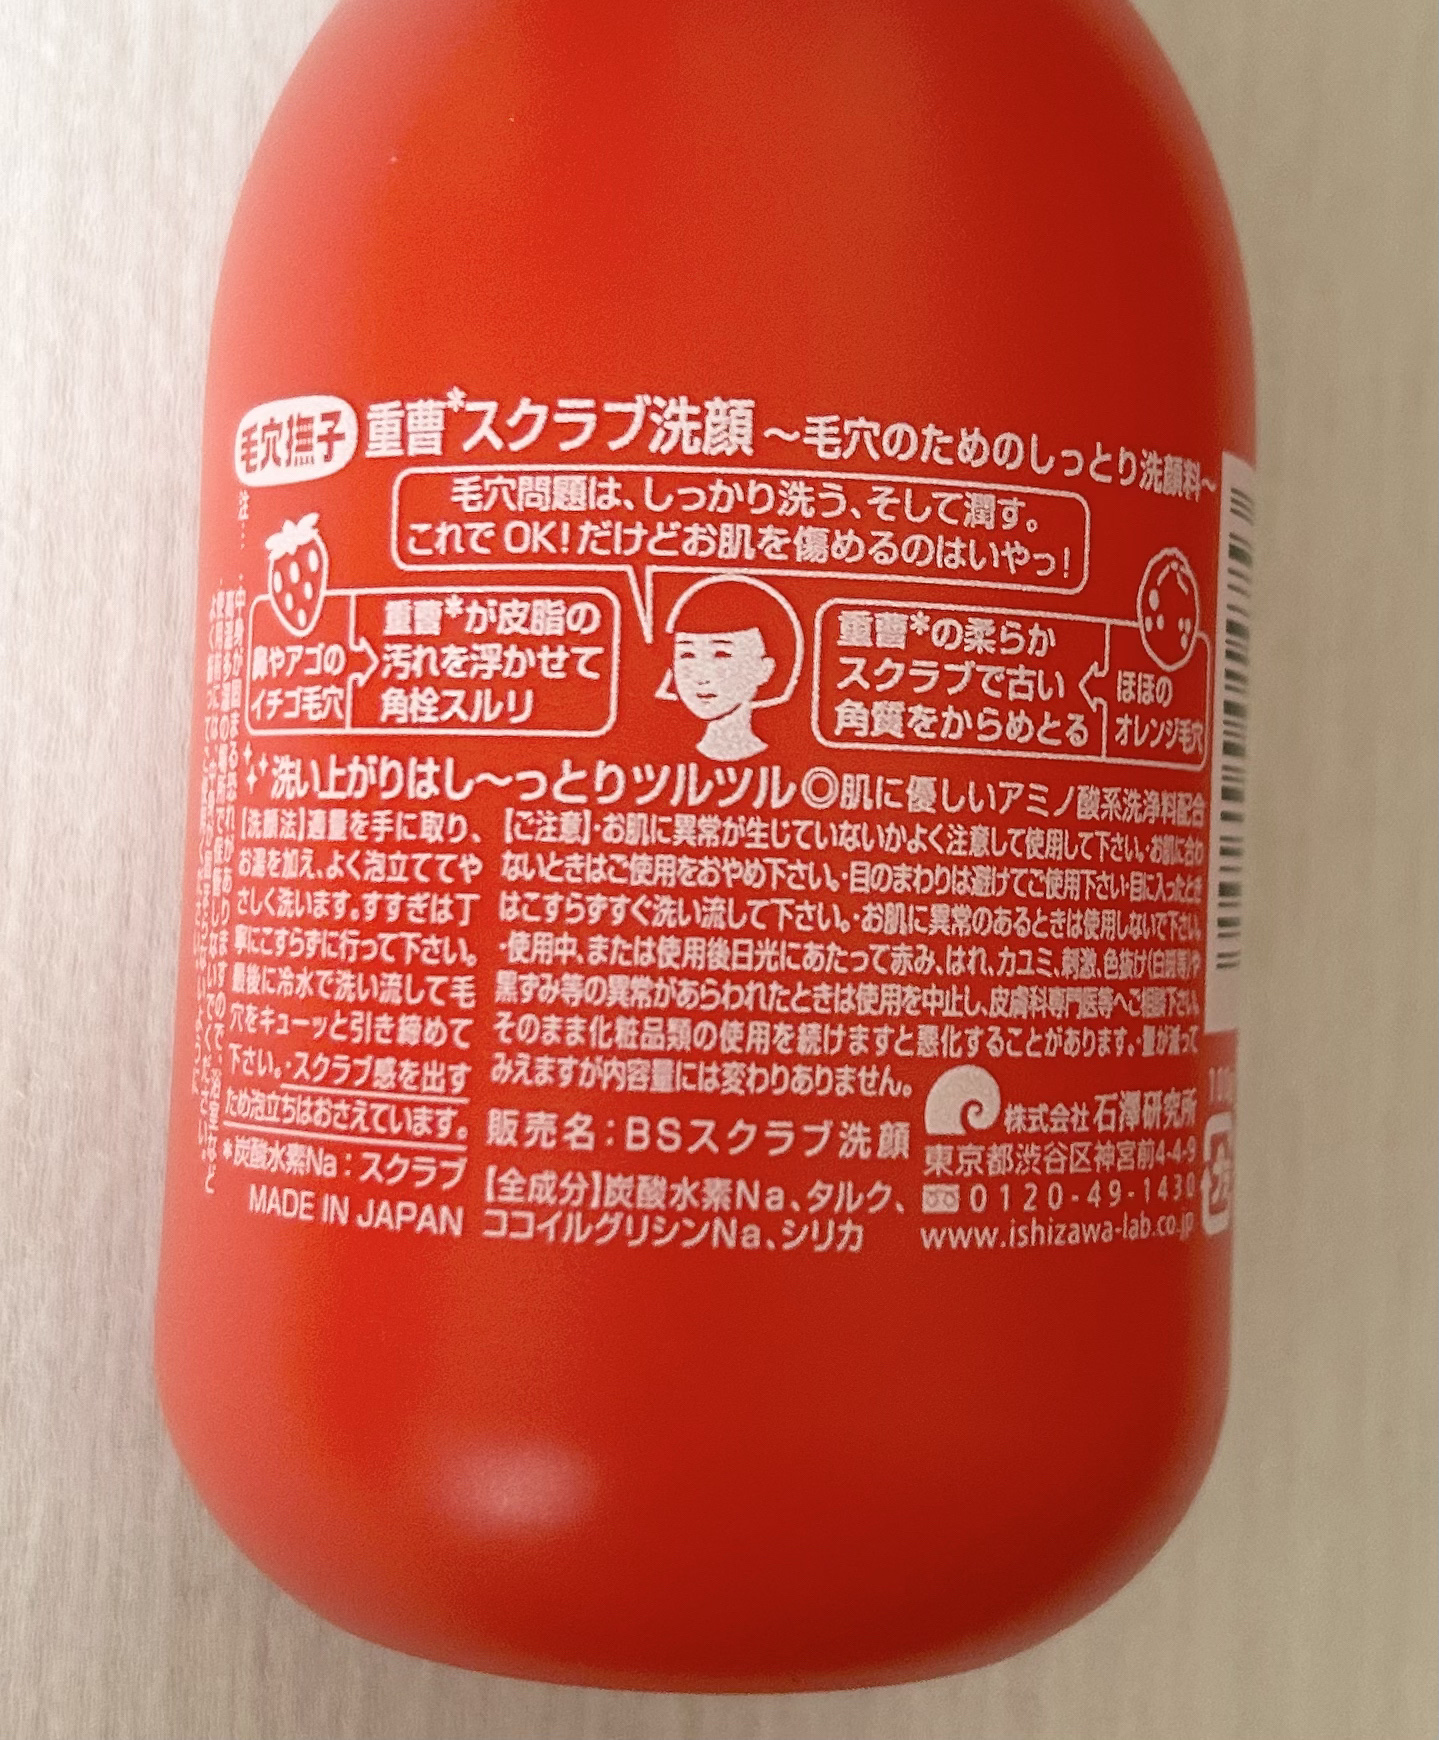 毛穴撫子 重曹*スクラブ洗顔 ～毛穴のためのしっとり洗顔料～
毛穴問題は、しっかり洗う、そして潤す。
これでOK!だけどお肌を傷めるのはいやっ!
鼻やアゴの
イチゴ毛穴
重曹*が皮脂の
汚れを浮かせて
角栓スルリ
重曹*の柔らか
スクラブで古い
角質をからめとる
ほほの
オレンジ毛穴
洗い上がりはし～っとりツルツル◎肌に優しいアミノ酸系洗浄料配合
【洗顔法】適量を手に取り、
お湯を加え、よく泡立ててや
さしく洗います。すすぎは丁
寧にこすらずに行って下さい。
最後に冷水で洗い流して毛
穴をキューッと引き締めて
下さい。・スクラブ感を出す
ため泡立ちはおさえています。
*炭酸水素Na:スクラブ
MADE IN JAPAN
【ご注意】・お肌に異常が生じていないかよく注意して使用して下さい。・お肌に合わ
ないときはご使用をおやめ下さい。・目のまわりは避けてご使用下さい・目に入ったとき
はこすらずすぐ洗い流して下さい。・お肌に異常のあるときは使用しないで下さい。
・使用中、または使用後日光にあたって赤み、はれ、カユミ、刺激、色抜け(白斑等)や
黒ずみ等の異常があらわれたときは使用を中止し、皮膚科専門医等へご相談下さい。
そのまま化粧品類の使用を続けますと悪化することがあります。・量が減って
みえますが内容量には変わりありません。
販売名:BSスクラブ洗顔
【全成分】炭酸水素Na、タルク、
ココイルグリシンNa、シリカ
株式会社 石澤研究所
東京都渋谷区神宮前4-4-9
0120-49-1430
www.ishizawa-lab.co.jp
注…